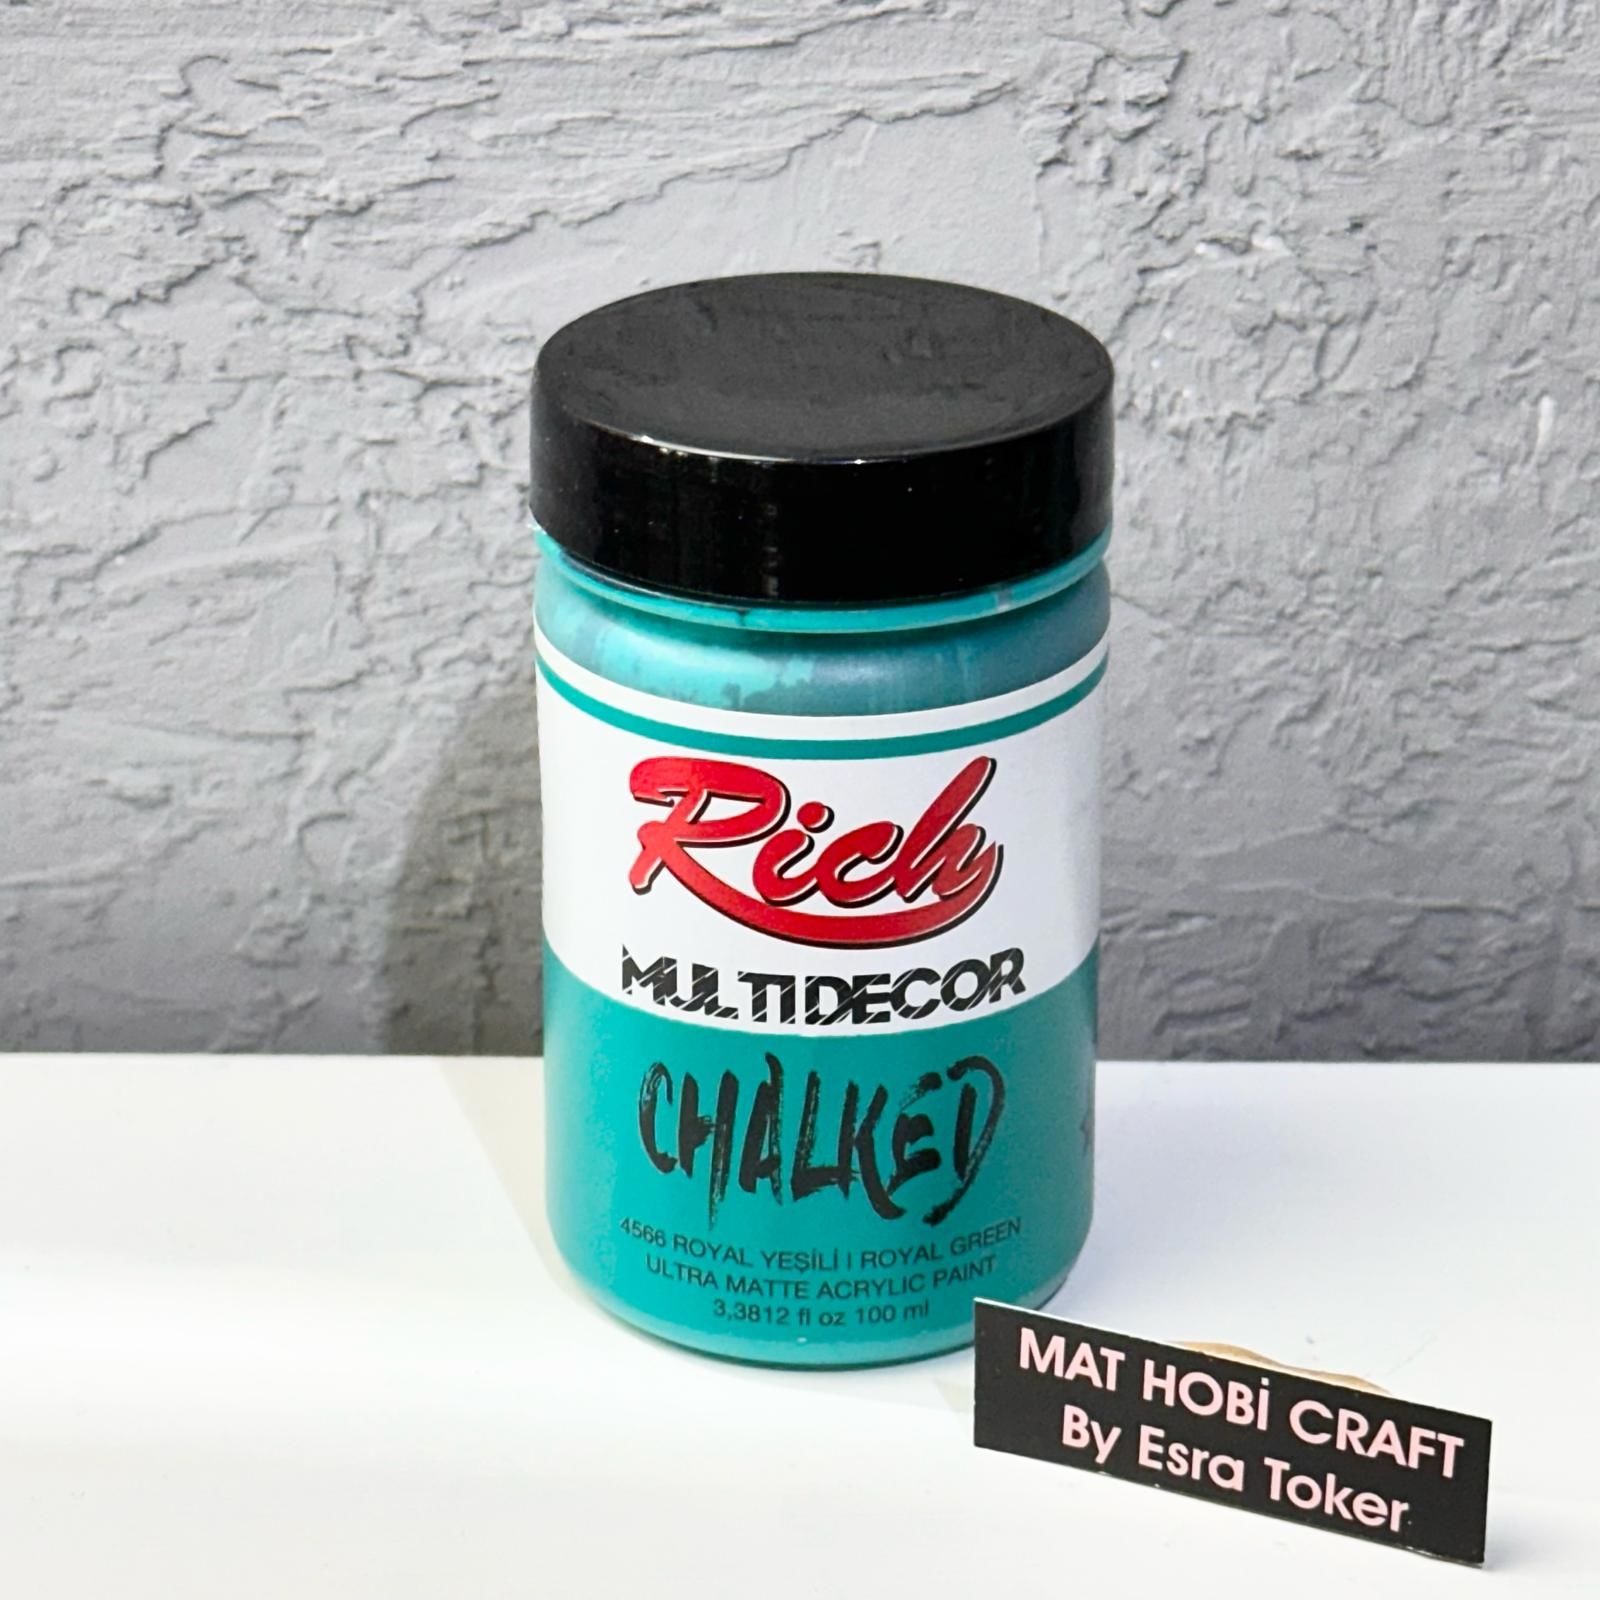 Rich
MULTIDECOR
CHALKED
4566 ROYAL YEŞİLİ | ROYAL GREEN
ULTRA MATTE ACRYLIC PAINT
3,3812 fl oz 100 ml
MAT HOBİ CRAFT
By Esra Toker